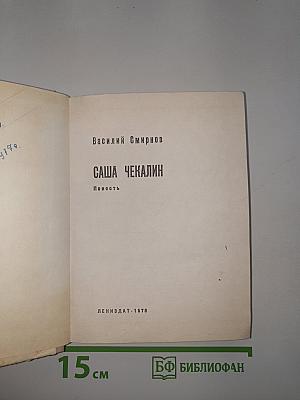 Василий Смирнов
САША ЧЕКАЛИН
Повесть
ЛЕНИЗДАТ · 1978
15 см
БФ БИБЛИОФАН